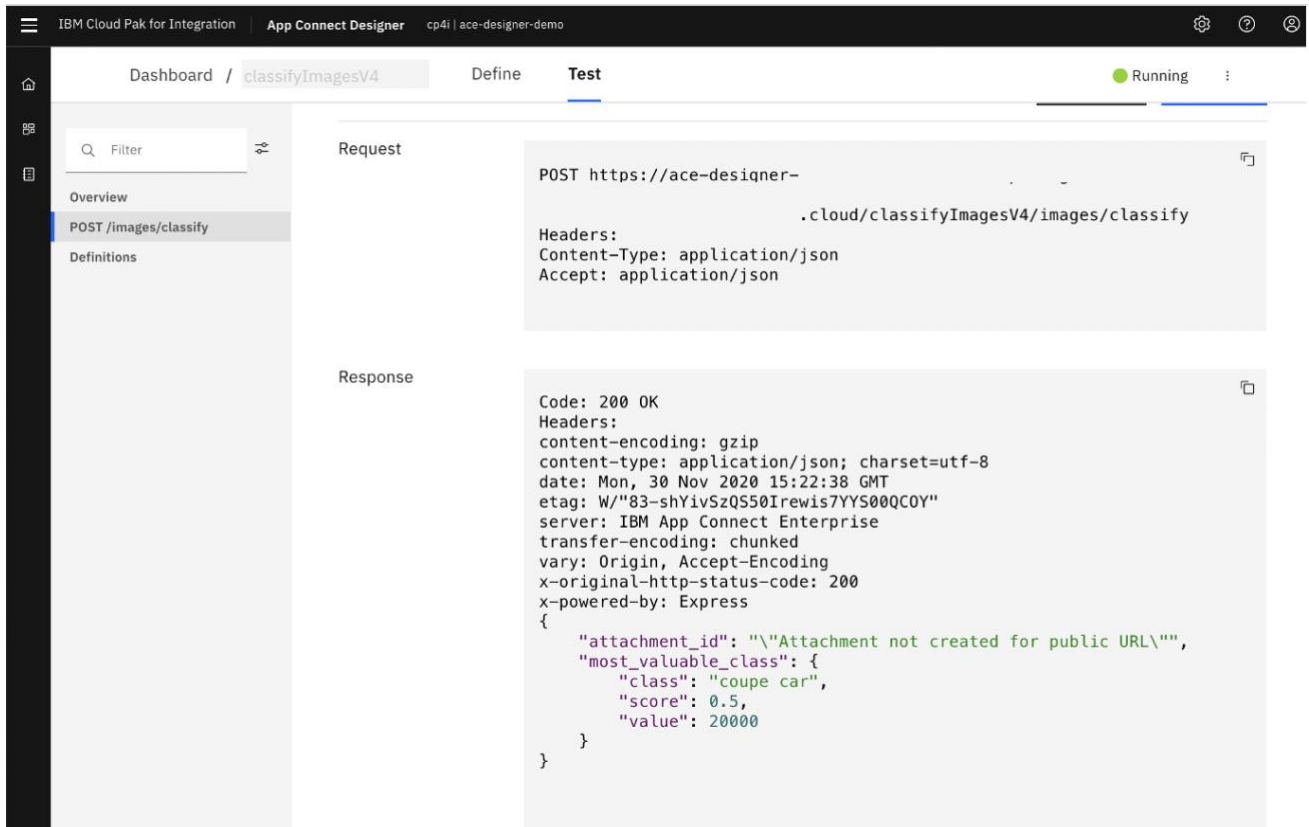 IBM Cloud Pak for Integration App Connect Designer cp4i | ace-designer-demo
Dashboard / classifyImagesV4 Define Test Running
Filter
Overview
POST /images/classify
Definitions
Request
POST https://ace-designer-
.cloud/classifyImagesV4/images/classify
Headers:
Content-Type: application/json
Accept: application/json
Response
Code: 200 OK
Headers:
content-encoding: gzip
content-type: application/json; charset=utf-8
date: Mon, 30 Nov 2020 15:22:38 GMT
etag: W/"83-shYivSzQS50Irewis7YYS00QCOY"
server: IBM App Connect Enterprise
transfer-encoding: chunked
vary: Origin, Accept-Encoding
x-original-http-status-code: 200
x-powered-by: Express
{
"attachment_id": "\"Attachment not created for public URL\"",
"most_valuable_class": {
"class": "coupe car",
"score": 0.5,
"value": 20000
}
}